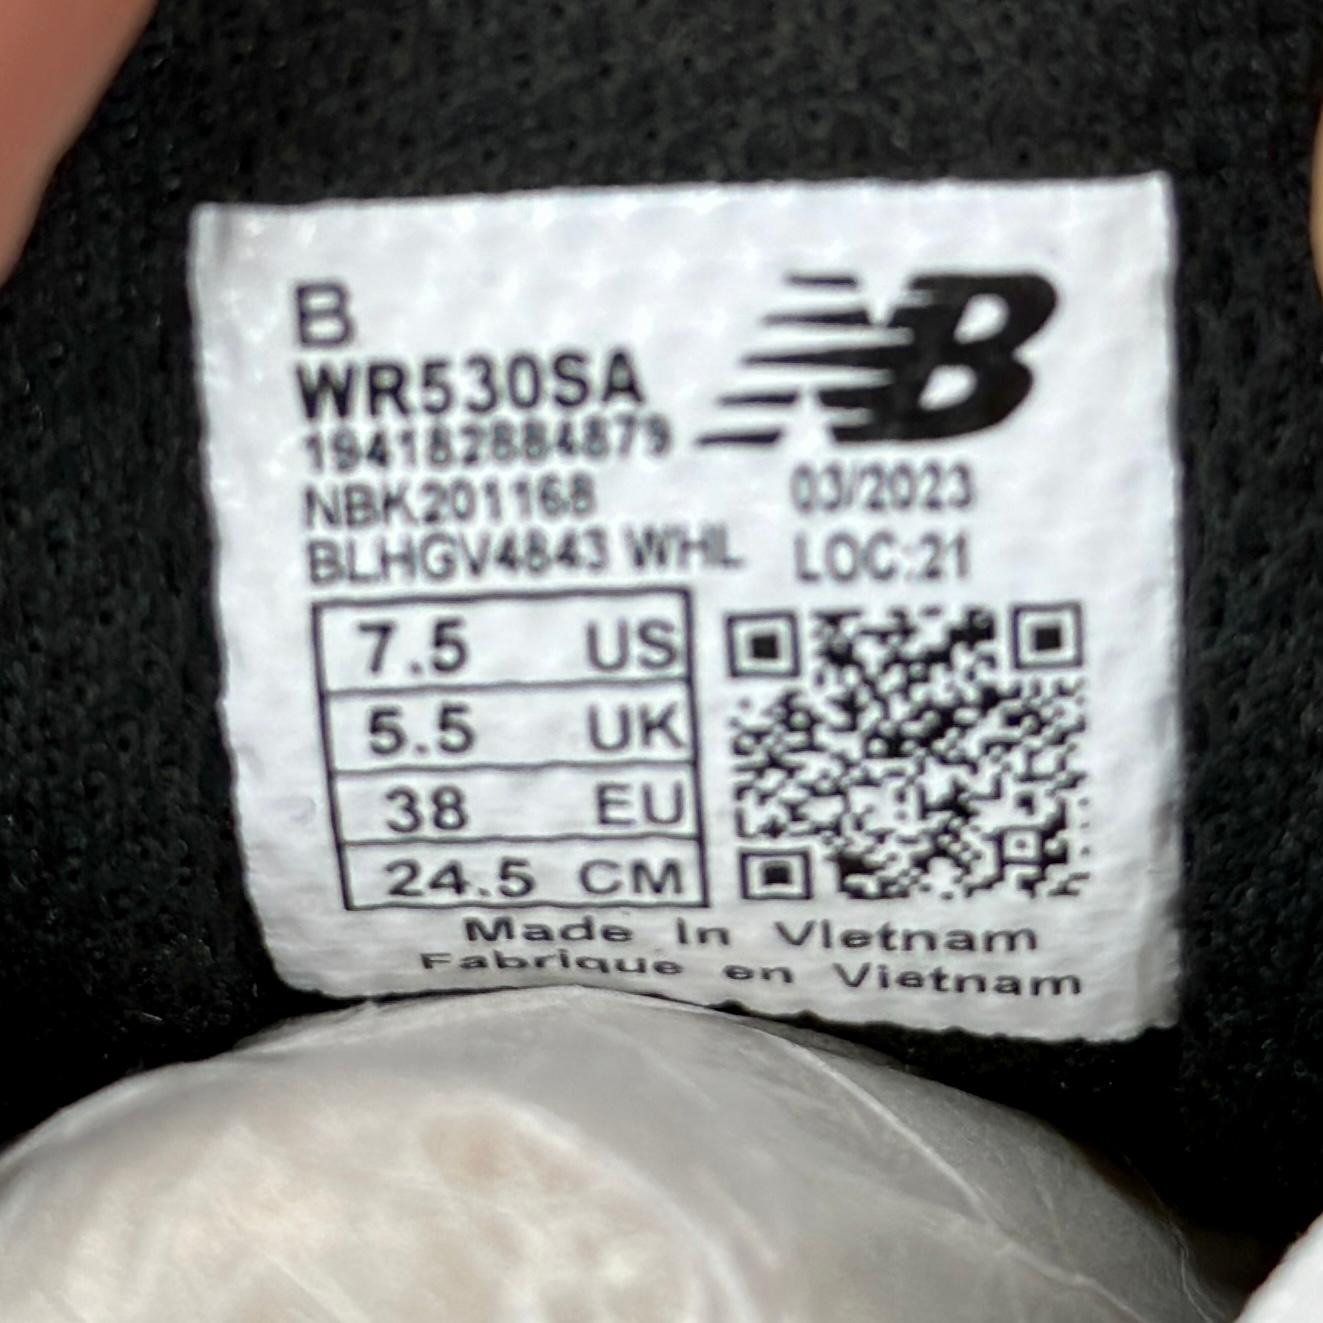 B
NB
WR530SA
194182884879
NBK201168
03/2023
BLHGV4843 WHL
LOC:21
7.5 US
5.5 UK
38 EU
24.5 CM
Made in Vietnam
Fabrique en Vietnam